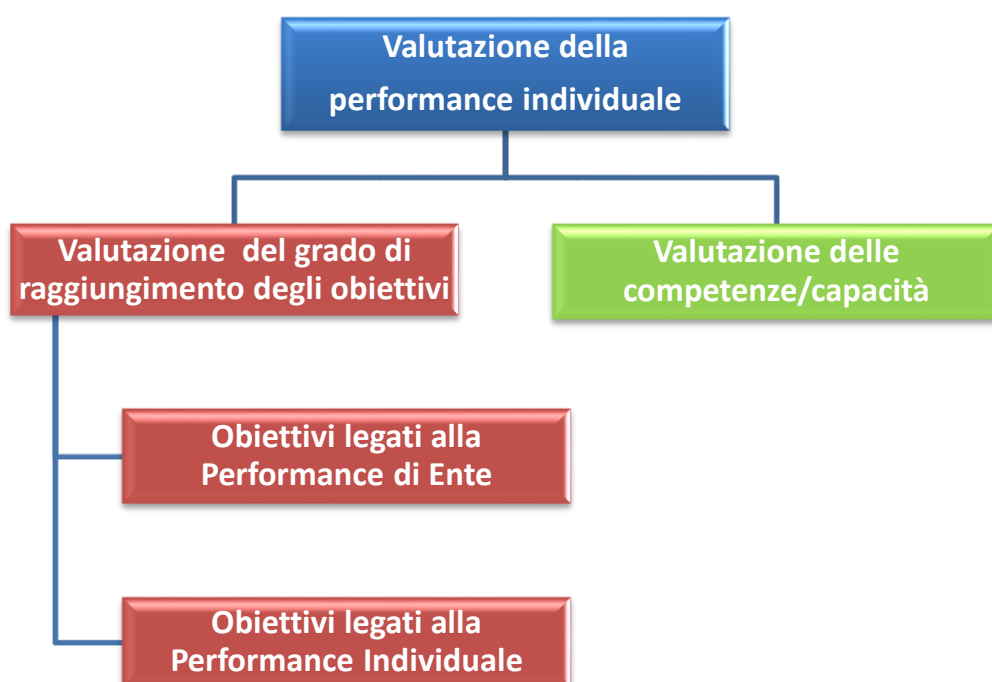 Valutazione della
performance individuale
Valutazione  del grado di
raggiungimento degli obiettivi
Valutazione delle
competenze/capacità
Obiettivi legati alla
Performance di Ente
Obiettivi legati alla
Performance Individuale